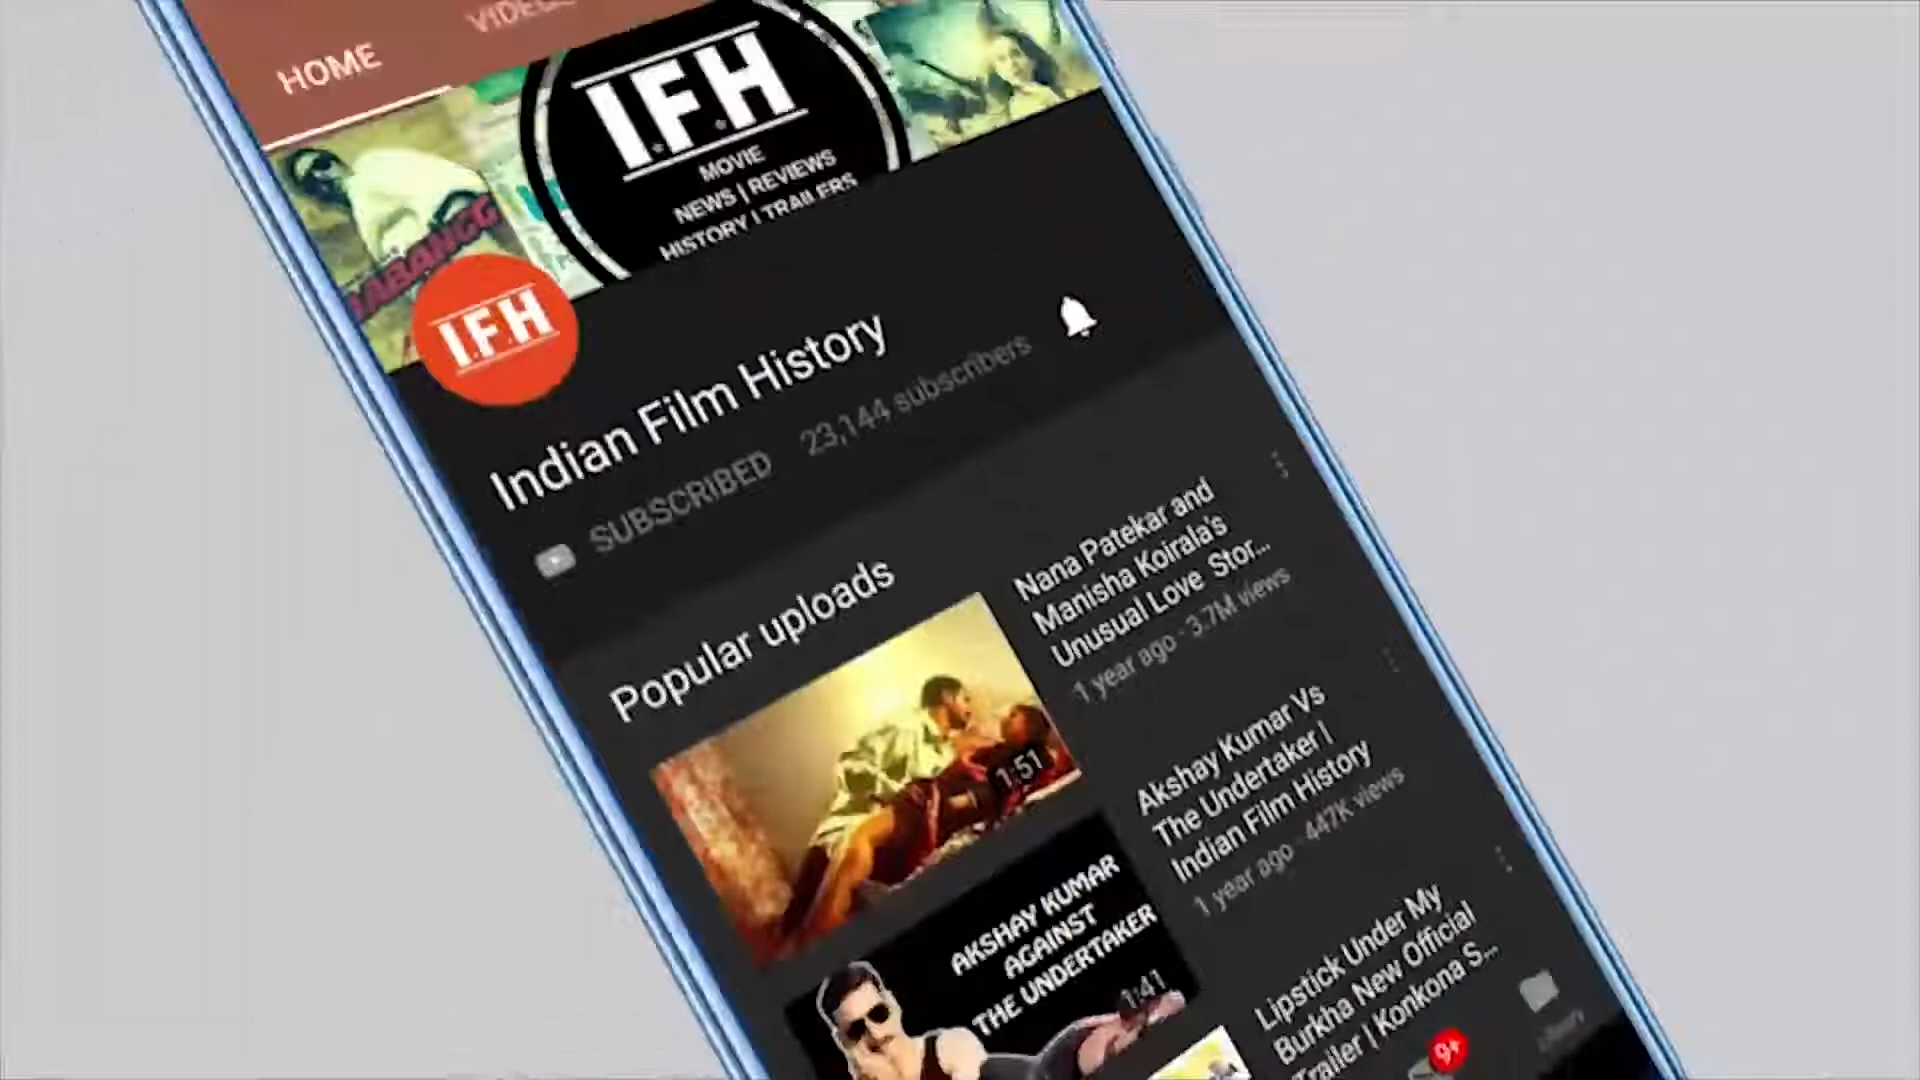 HOME
VIDEOS
I.F.H
MOVIE
NEWS | REVIEWS
HISTORY | TRAILERS
DABANGG
I.F.H
Indian Film History
SUBSCRIBED 23,144 subscribers
Popular uploads
1:51
Nana Patekar and
Manisha Koirala's
Unusual Love Stor...
1 year ago · 3.7M views
AKSHAY KUMAR
AGAINST
THE UNDERTAKER
1:41
Akshay Kumar Vs
The Undertaker |
Indian Film History
1 year ago · 447K views
Lipstick Under My
Burkha New Official
Trailer | Konkona S...
9+
Library